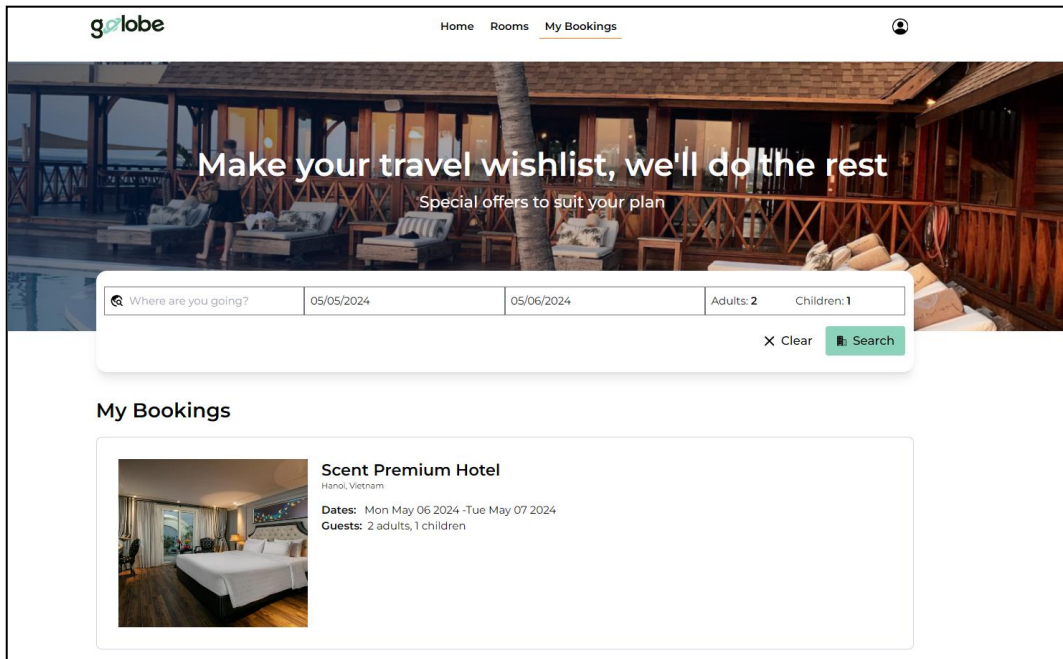 golobe
Home Rooms My Bookings
Make your travel wishlist, we'll do the rest
Special offers to suit your plan
Where are you going? 05/05/2024 05/06/2024 Adults: 2 Children: 1
Clear Search
My Bookings
Scent Premium Hotel
Hanoi, Vietnam
Dates: Mon May 06 2024 -Tue May 07 2024
Guests: 2 adults, 1 children